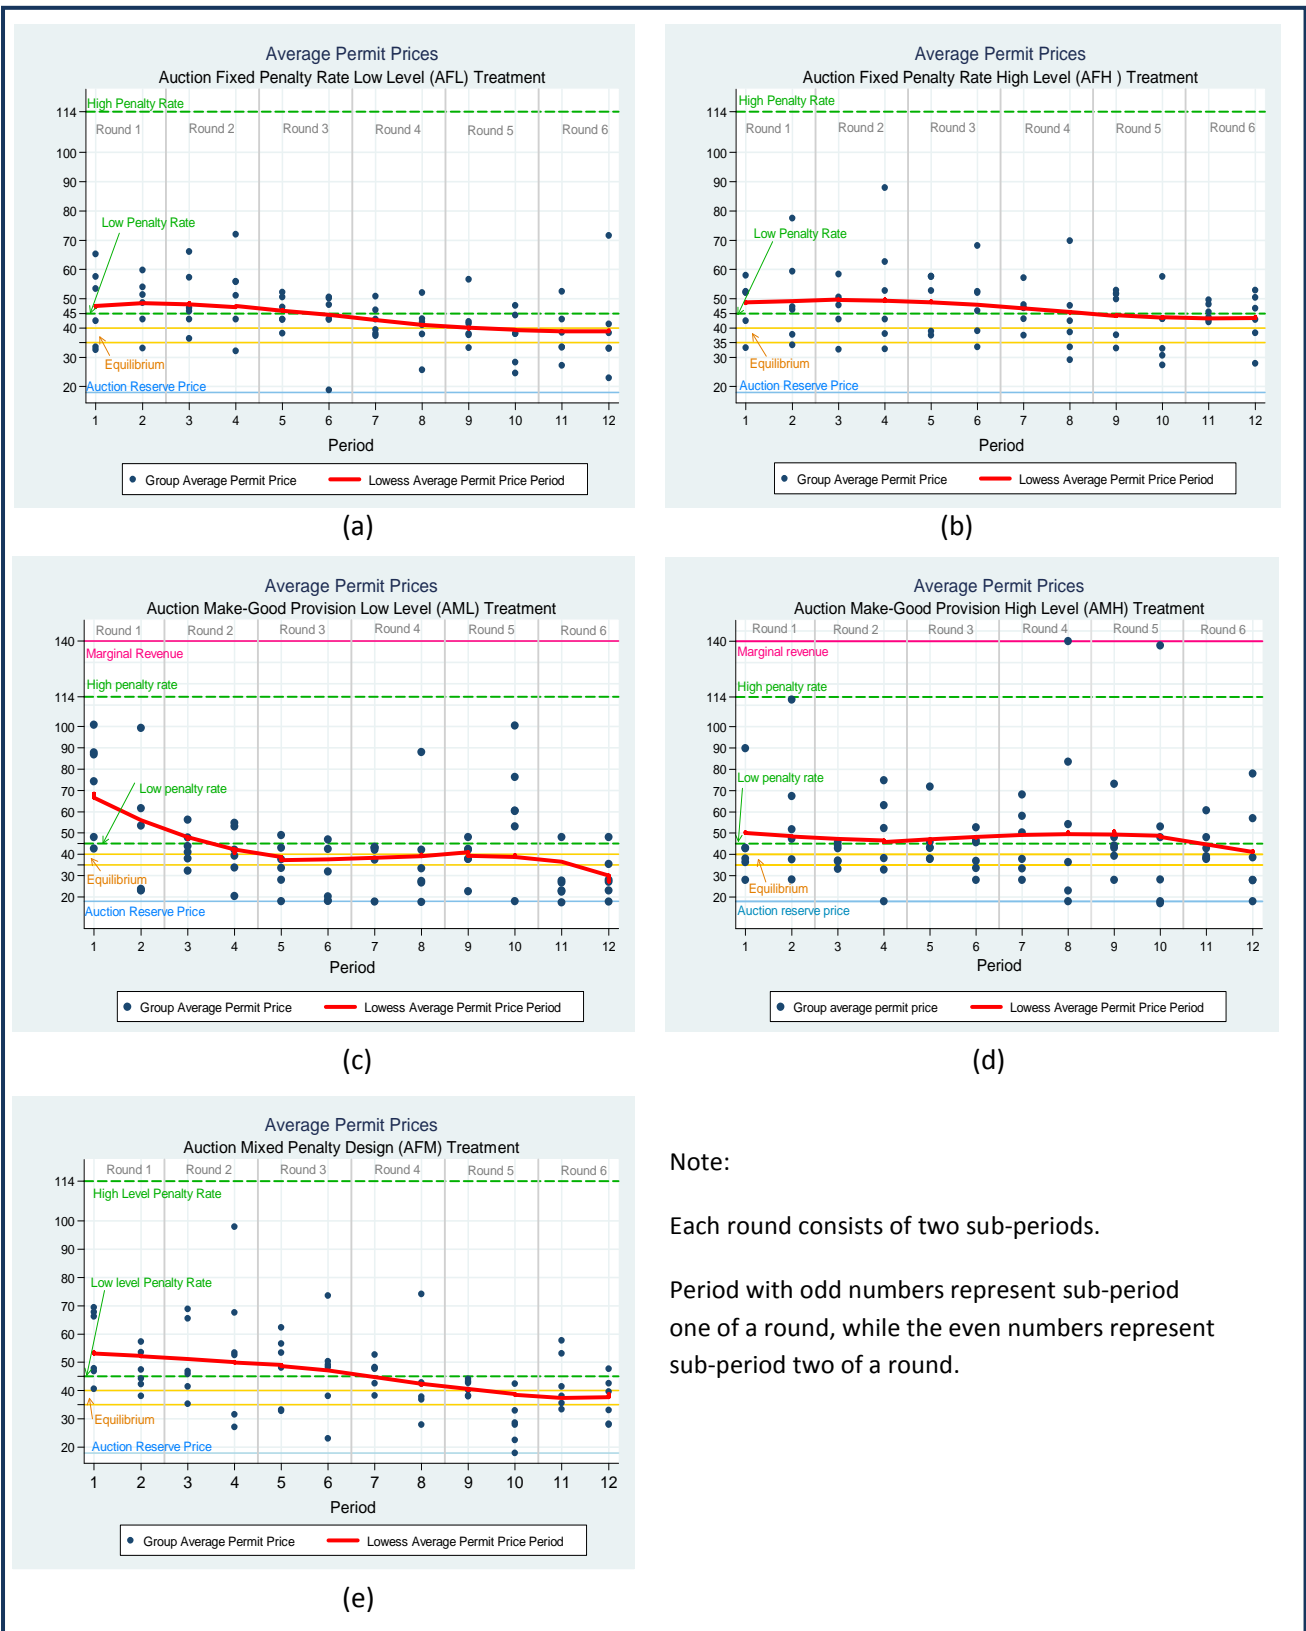 Average Permit Prices
Auction Fixed Penalty Rate Low Level (AFL) Treatment
High Penalty Rate
114
Round 1 Round 2 Round 3 Round 4 Round 5 Round 6
100
90
80
70
Low Penalty Rate
60
50
45
40
35
30
Equilibrium
20
Auction Reserve Price
1 2 3 4 5 6 7 8 9 10 11 12
Period
Group Average Permit Price Lowess Average Permit Price Period
(a)
Average Permit Prices
Auction Fixed Penalty Rate High Level (AFH ) Treatment
High Penalty Rate
114
Round 1 Round 2 Round 3 Round 4 Round 5 Round 6
100
90
80
70
Low Penalty Rate
60
50
45
40
35
30
Equilibrium
20
Auction Reserve Price
1 2 3 4 5 6 7 8 9 10 11 12
Period
Group Average Permit Price Lowess Average Permit Price Period
(b)
Average Permit Prices
Auction Make-Good Provision Low Level (AML) Treatment
Round 1 Round 2 Round 3 Round 4 Round 5 Round 6
140
Marginal Revenue
High penalty rate
114
100
90
80
70
Low penalty rate
60
50
40
30
Equilibrium
20
Auction Reserve Price
1 2 3 4 5 6 7 8 9 10 11 12
Period
Group Average Permit Price Lowess Average Permit Price Period
(c)
Average Permit Prices
Auction Make-Good Provision High Level (AMH) Treatment
Round 1 Round 2 Round 3 Round 4 Round 5 Round 6
140
Marginal revenue
High penalty rate
114
100
90
80
Low penalty rate
70
60
50
40
30
Equilibrium
20
Auction reserve price
1 2 3 4 5 6 7 8 9 10 11 12
Period
Group average permit price Lowess Average Permit Price Period
(d)
Average Permit Prices
Auction Mixed Penalty Design (AFM) Treatment
Round 1 Round 2 Round 3 Round 4 Round 5 Round 6
114
High Level Penalty Rate
100
90
80
Low level Penalty Rate
70
60
50
40
30
Equilibrium
20
Auction Reserve Price
1 2 3 4 5 6 7 8 9 10 11 12
Period
Group Average Permit Price Lowess Average Permit Price Period
(e)
Note:
Each round consists of two sub-periods.
Period with odd numbers represent sub-period
one of a round, while the even numbers represent
sub-period two of a round.